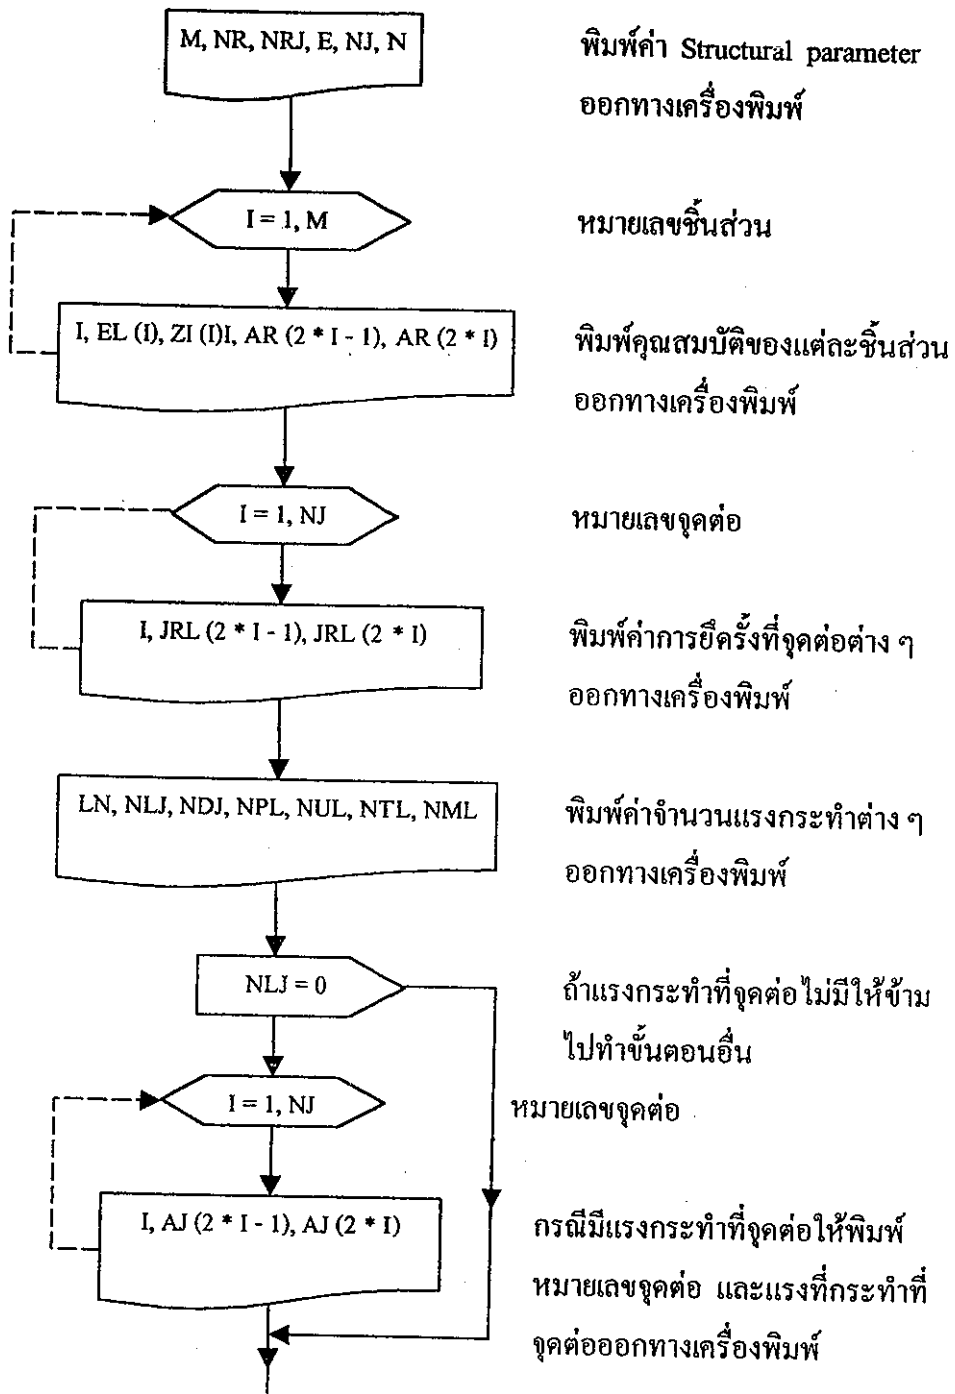 M, NR, NRJ, E, NJ, N
พิมพ์ค่า Structural parameter
ออกทางเครื่องพิมพ์
I = 1, M
หมายเลขชิ้นส่วน
I, EL (I), ZI (I)I, AR (2 * I - 1), AR (2 * I)
พิมพ์คุณสมบัติของแต่ละชิ้นส่วน
ออกทางเครื่องพิมพ์
I = 1, NJ
หมายเลขจุดต่อ
I, JRL (2 * I - 1), JRL (2 * I)
พิมพ์ค่าการยึครั้งที่จุดต่อต่าง ๆ
ออกทางเครื่องพิมพ์
LN, NLJ, NDJ, NPL, NUL, NTL, NML
พิมพ์ค่าจำนวนแรงกระทำต่าง ๆ
ออกทางเครื่องพิมพ์
NLJ = 0
ถ้าแรงกระทำที่จุดต่อไม่มีให้ข้าม
ไปทำขั้นตอนอื่น
I = 1, NJ
หมายเลขจุดต่อ
I, AJ (2 * I - 1), AJ (2 * I)
กรณีมีแรงกระทำที่จุดต่อให้พิมพ์
หมายเลขจุดต่อ และแรงที่กระทำที่
จุดต่อออกทางเครื่องพิมพ์